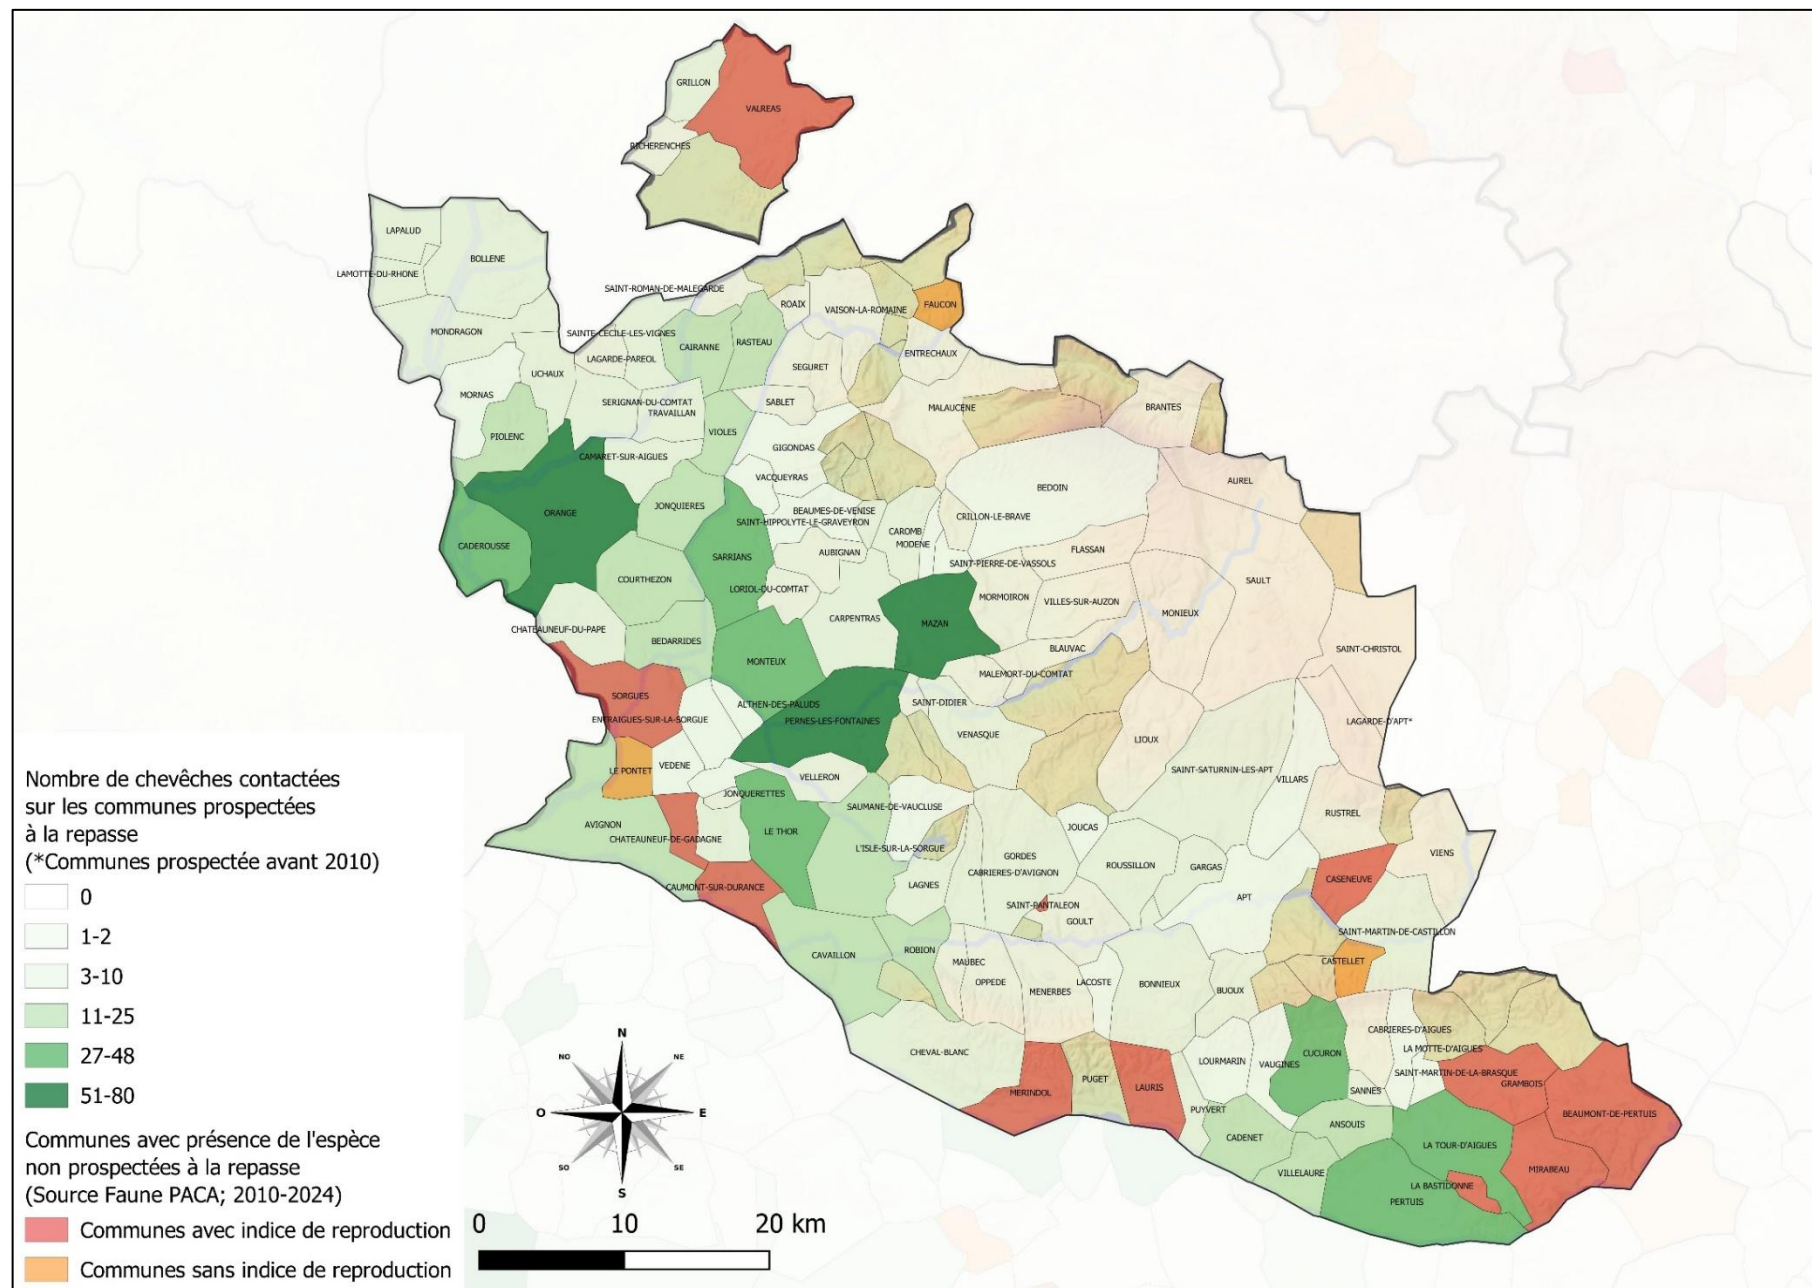 GRILLON
VALREAS
RICHERENCHES
LAPALUD
BOLLENE
LAMOTTE-DU-RHONE
SAINT-ROMAN-DE-MALEGARDE
ROAIX
VAISON-LA-ROMAINE
FAUCON
MONDRAGON
SAINTE-CECILE-LES-VIGNES
CAIRANNE
RASTEAU
LAGARDE-PAREOL
ENTRECHAUX
UCHAUX
SEGURET
MORNAS
SERIGNAN-DU-COMTAT
SABLET
MALAUCENE
BRANTES
TRAVAILLAN
PIOLENC
VIOLES
GIGONDAS
CAMARET-SUR-AIGUES
VACQUEYRAS
AUREL
BEDOIN
JONQUIERES
ORANGE
BEAUMES-DE-VENISE
CRILLON-LE-BRAVE
SAINT-HIPPOLYTE-LE-GRAVEYRON
CAROMB
CADEROUSSE
MODENE
SARRIANS
AUBIGNAN
FLASSAN
SAINT-PIERRE-DE-VASSOLS
COURTHEZON
SAULT
LORIOL-DU-COMTAT
MORMOIRON
VILLES-SUR-AUZON
MONIEUX
CARPENTRAS
MAZAN
CHATEAUNEUF-DU-PAPE
BEDARRIDES
BLAUVAC
SAINT-CHRISTOL
MONTEUX
MALEMORT-DU-COMTAT
SORGUES
SAINT-DIDIER
ALTHEN-DES-PALUDS
ENTRAIGUES-SUR-LA-SORGUE
PERNES-LES-FONTAINES
LAGARDE-D'APT*
VENASQUE
LIOUX
LE PONTET
VEDENE
SAINT-SATURNIN-LES-APT
VELLERON
VILLARS
JONQUERETTES
SAUMANE-DE-VAUCLUSE
RUSTREL
AVIGNON
JOUCAS
LE THOR
CHATEAUNEUF-DE-GADAGNE
L'ISLE-SUR-LA-SORGUE
GORDES
VIENS
ROUSSILLON
GARGAS
CABRIERES-D'AVIGNON
CASENEUVE
LAGNES
CAUMONT-SUR-DURANCE
APT
SAINT-PANTALEON
GOULT
SAINT-MARTIN-DE-CASTILLON
CAVAILLON
ROBION
MAUBEC
CASTELLET
OPPEDE
MENERBES
LACOSTE
BONNIEUX
BUOUX
CABRIERES-D'AIGUES
CHEVAL-BLANC
LOURMARIN
VAUGINES
CUCURON
LA MOTTE-D'AIGUES
SAINT-MARTIN-DE-LA-BRASQUE
PUGET
GRAMBOIS
MERINDOL
LAURIS
SANNES
PUYVERT
BEAUMONT-DE-PERTUIS
ANSOUIS
CADENET
LA TOUR-D'AIGUES
VILLELAURE
MIRABEAU
LA BASTIDONNE
PERTUIS
Nombre de chevêches contactées
sur les communes prospectées
à la repasse
(*Communes prospectée avant 2010)
0
1-2
3-10
11-25
27-48
51-80
Communes avec présence de l'espèce
non prospectées à la repasse
(Source Faune PACA; 2010-2024)
Communes avec indice de reproduction
Communes sans indice de reproduction
N
NO
NE
O
E
SO
SE
S
0
10
20 km